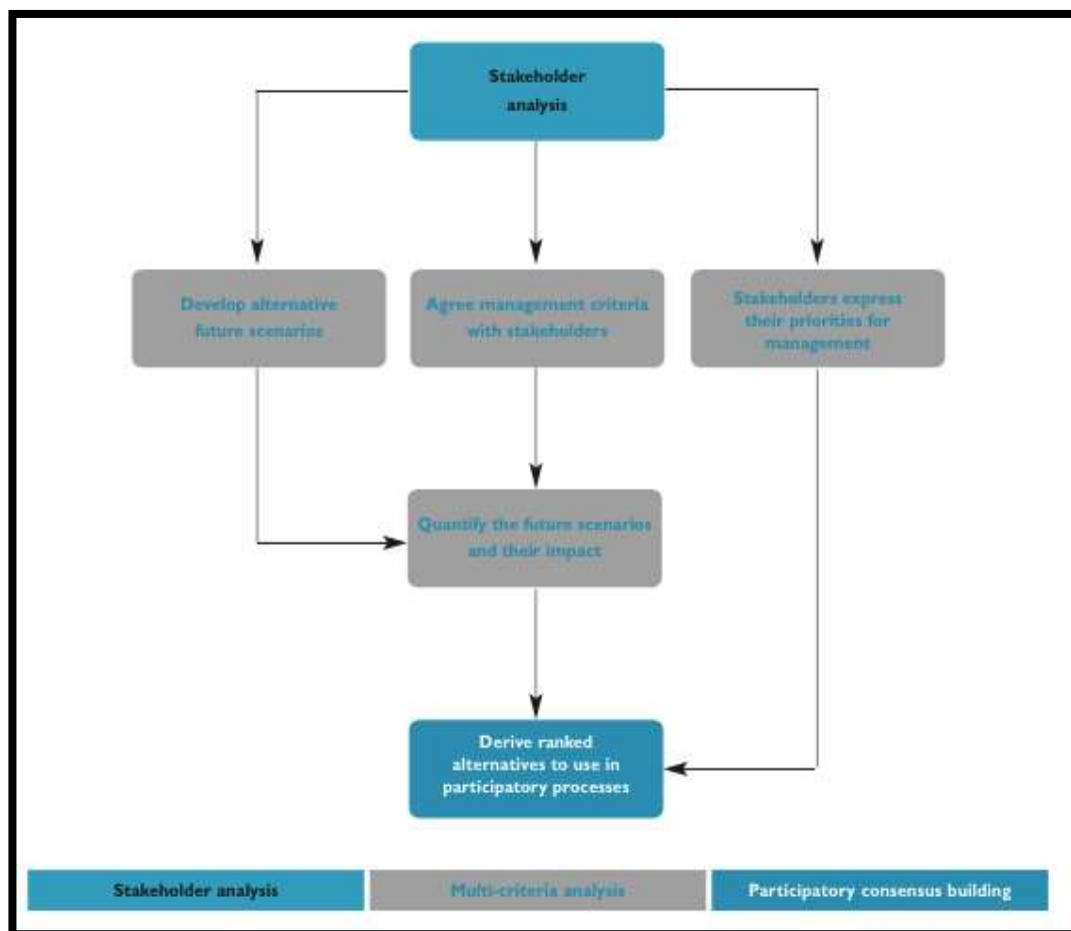 Stakeholder
analysis
Develop alternative
future scenarios
Agree management criteria
with stakeholders
Stakeholders express
their priorities for
management
Quantify the future scenarios
and their impact
Derive ranked
alternatives to use in
participatory processes
Stakeholder analysis
Multi-criteria analysis
Participatory consensus building